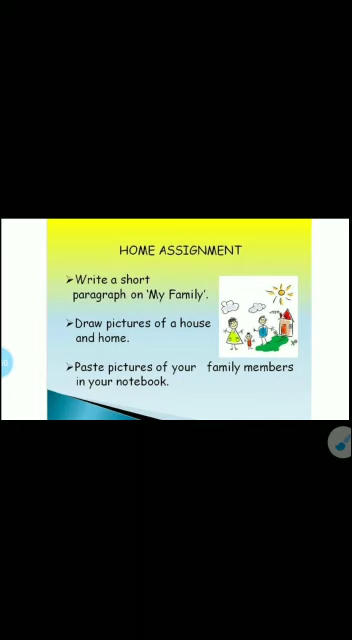 HOME ASSIGNMENT
➢Write a short
paragraph on ‘My Family’.
➢Draw pictures of a house
and home.
➢Paste pictures of your family members
in your notebook.